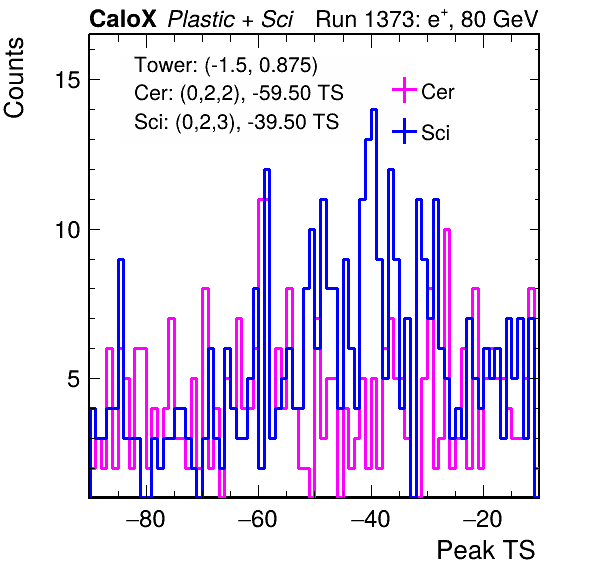 CaloX Plastic + Sci Run 1373: e⁺, 80 GeV
Counts
Tower: (-1.5, 0.875)
Cer: (0,2,2), -59.50 TS
Sci: (0,2,3), -39.50 TS
Cer
Sci
15
10
5
−80 −60 −40 −20
Peak TS